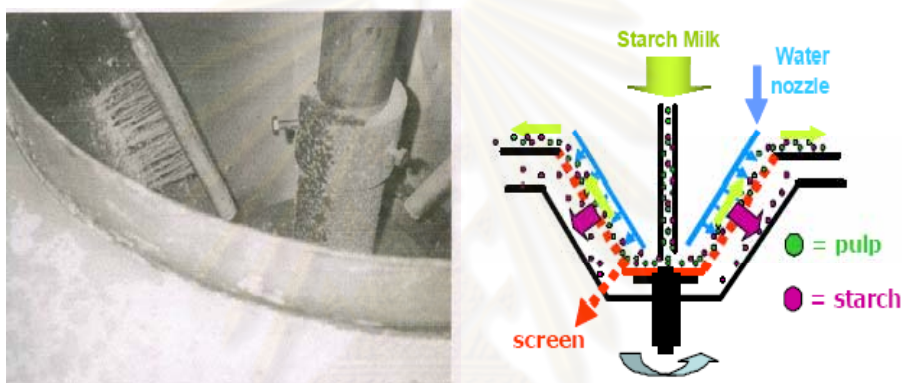 Starch Milk
Water
nozzle
= pulp
= starch
screen